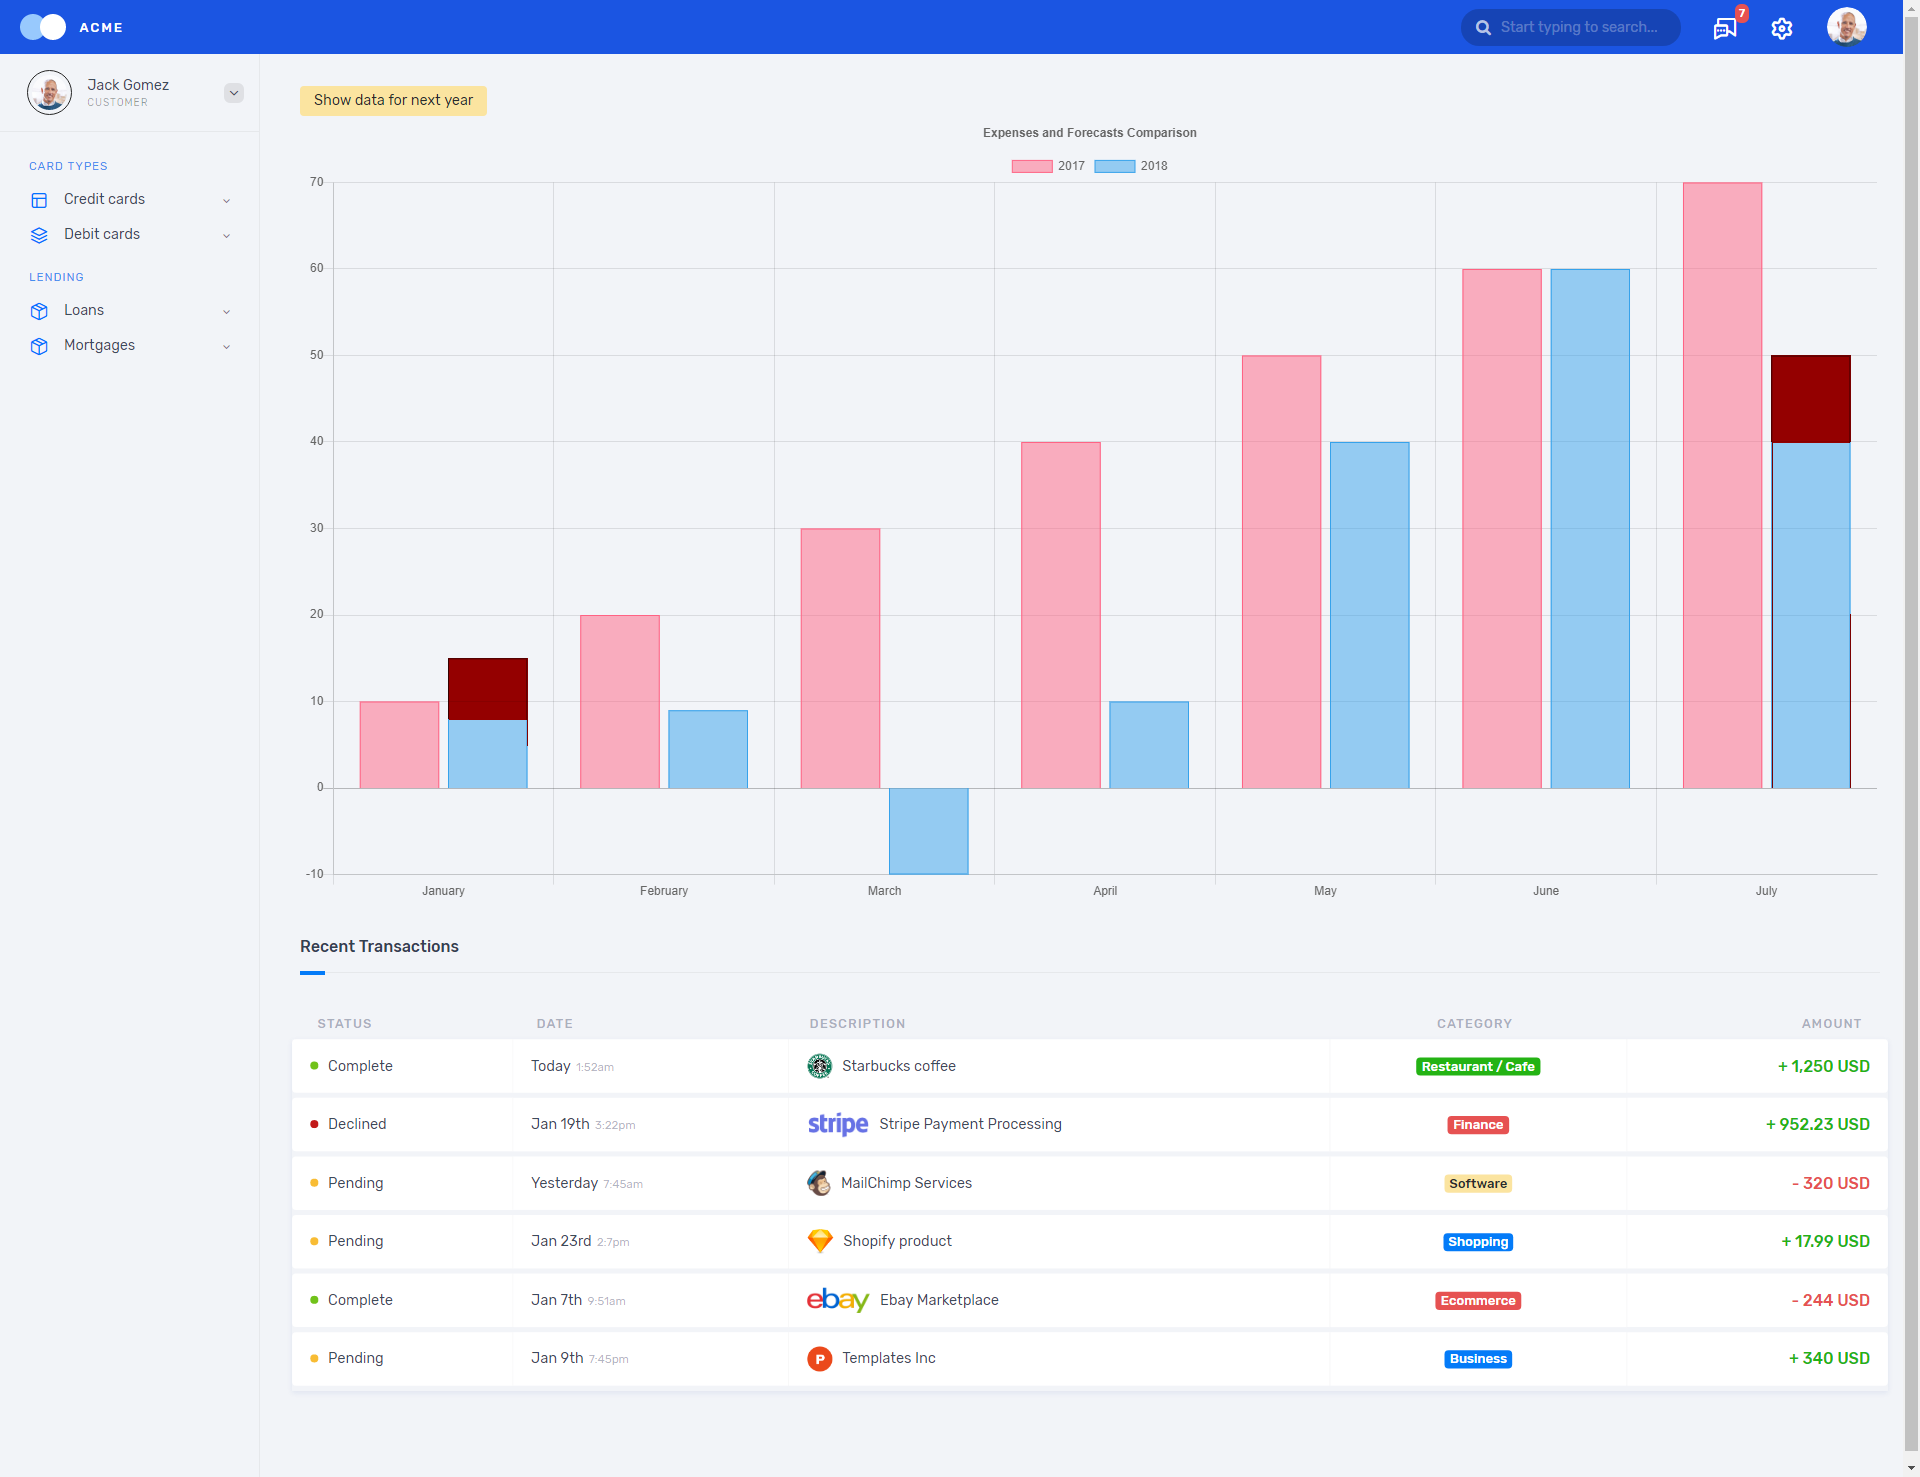 ACME
Start typing to search...
7
Jack Gomez
CUSTOMER
CARD TYPES
Credit cards
Debit cards
LENDING
Loans
Mortgages
Show data for next year
Expenses and Forecasts Comparison
2017 2018
70
60
50
40
30
20
10
0
-10
January February March April May June July
Recent Transactions
STATUS DATE DESCRIPTION CATEGORY AMOUNT
Complete Today 1:52am Starbucks coffee Restaurant / Cafe + 1,250 USD
Declined Jan 19th 3:22pm stripe Stripe Payment Processing Finance + 952.23 USD
Pending Yesterday 7:45am MailChimp Services Software - 320 USD
Pending Jan 23rd 2:7pm Shopify product Shopping + 17.99 USD
Complete Jan 7th 9:51am ebay Ebay Marketplace Ecommerce - 244 USD
Pending Jan 9th 7:45pm P Templates Inc Business + 340 USD